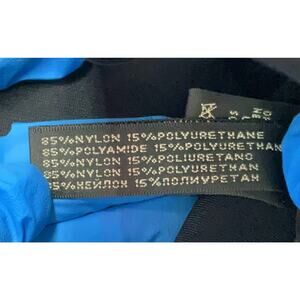 85%NYLON 15%POLYURETHANE
85%POLYAMIDE 15%POLYURETHAN
85%NYLON 15%POLIURETANO
85%NYLON 15%POLYURETHAN
85%НЕЙЛОН 15%ПОЛИУРЕТАН